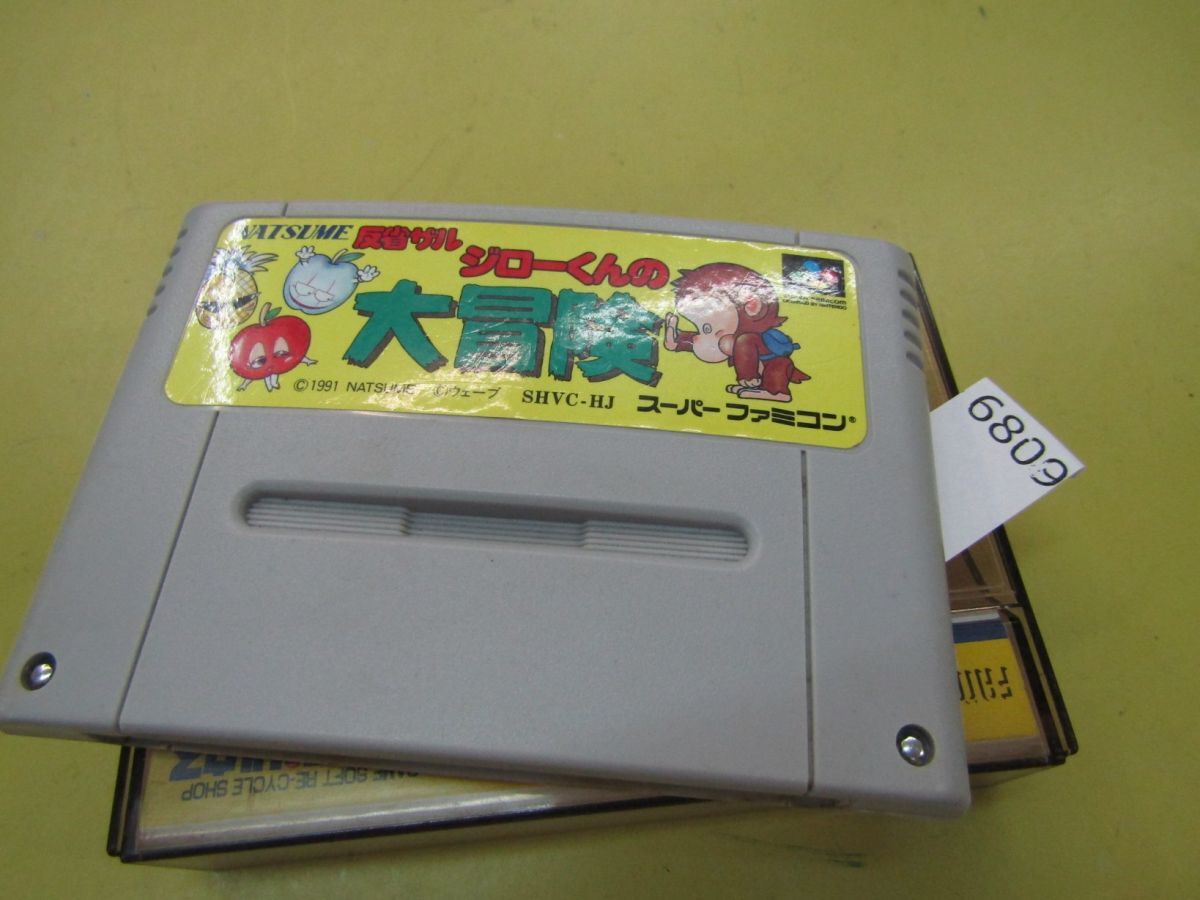 NATSUME
反省ザル
ジローくんの
大冒険
©1991 NATSUME ©ウェーブ SHVC-HJ スーパーファミコン®
6809
GAME SOFT RE-CYCLE SHOP